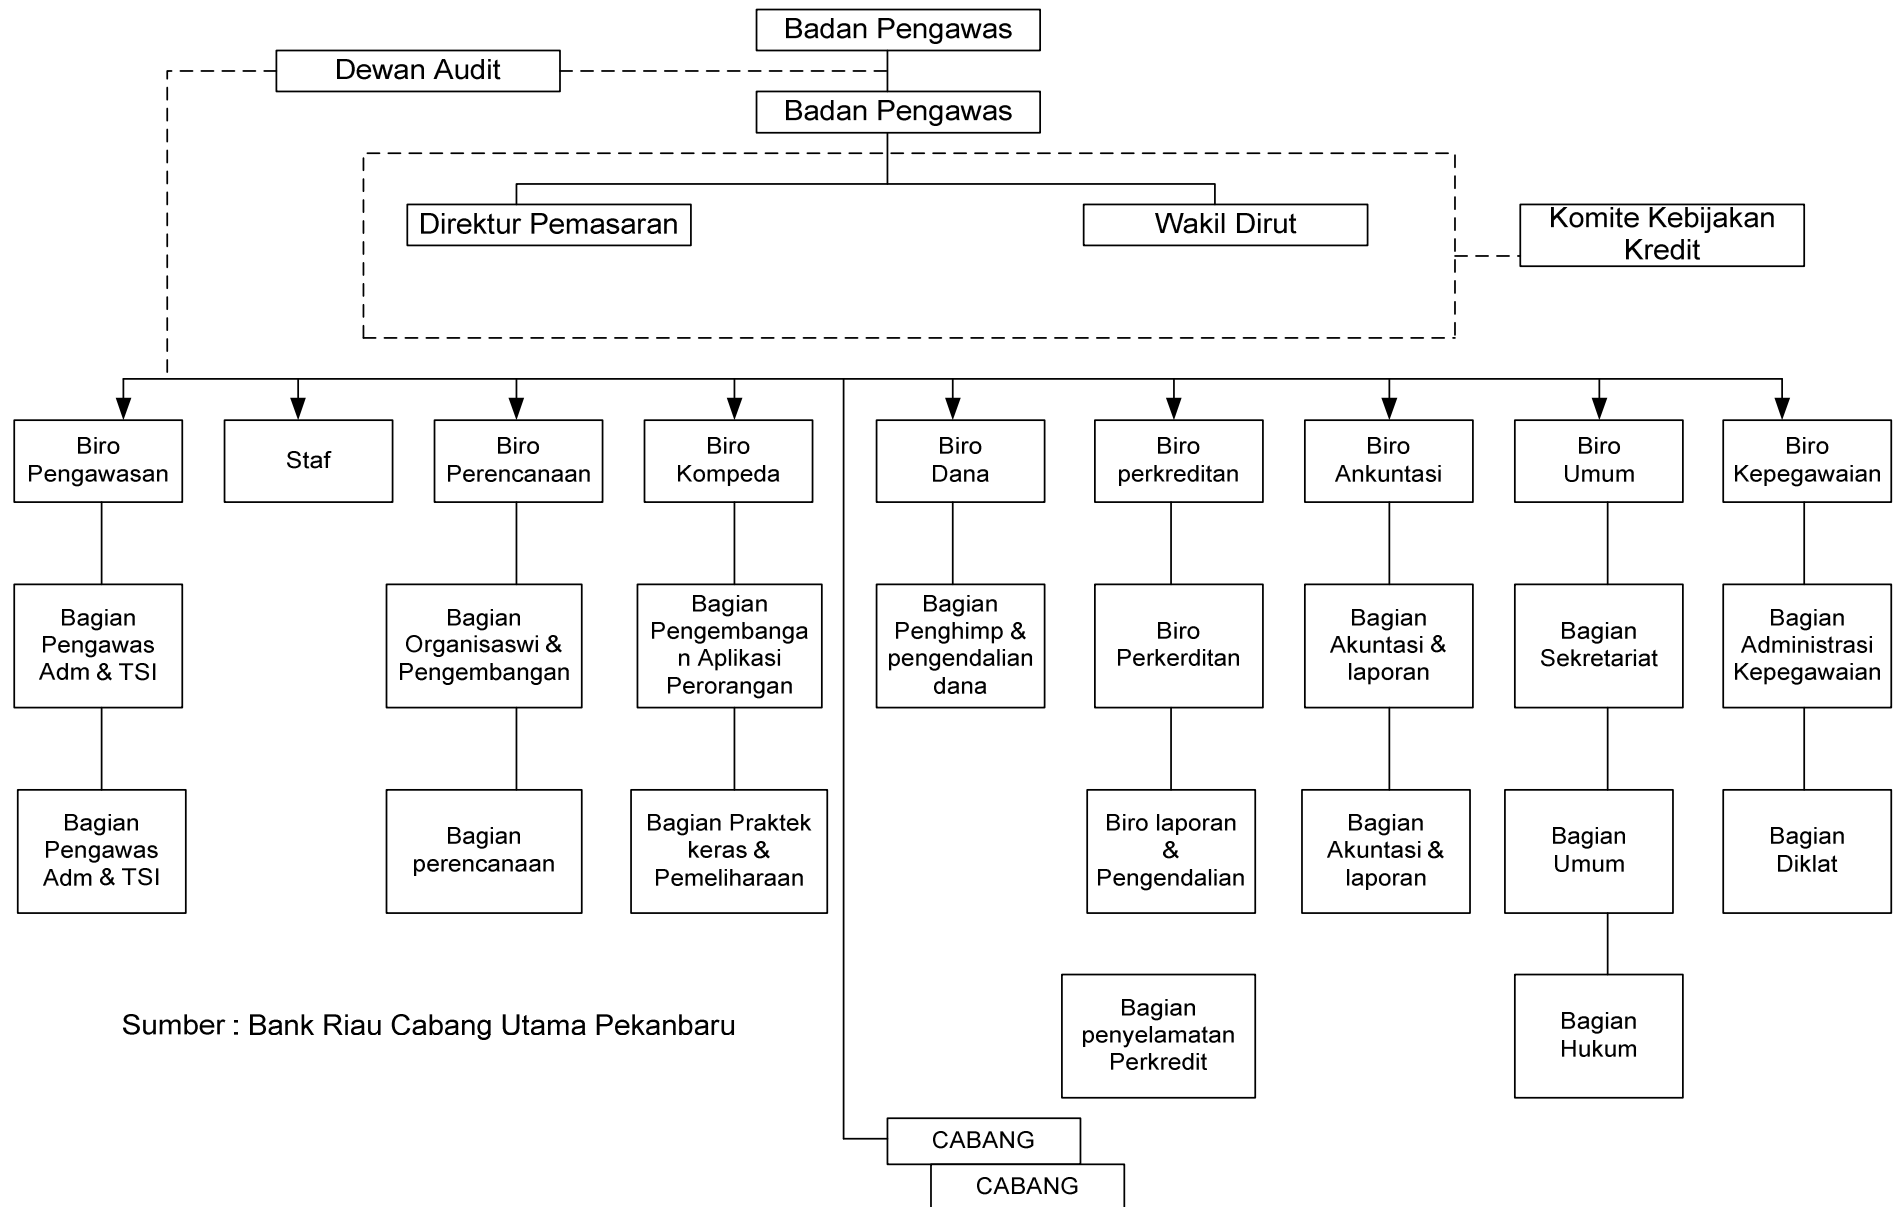 Badan Pengawas
Dewan Audit
Badan Pengawas
Direktur Pemasaran
Wakil Dirut
Komite Kebijakan
Kredit
Biro
Pengawasan
Staf
Biro
Perencanaan
Biro
Kompeda
Biro
Dana
Biro
perkreditan
Biro
Ankuntasi
Biro
Umum
Biro
Kepegawaian
Bagian
Pengawas
Adm & TSI
Bagian
Organisaswi &
Pengembangan
Bagian
Pengembanga
n Aplikasi
Perorangan
Bagian
Penghimp &
pengendalian
dana
Biro
Perkerditan
Bagian
Akuntasi &
laporan
Bagian
Sekretariat
Bagian
Administrasi
Kepegawaian
Bagian
Pengawas
Adm & TSI
Bagian
perencanaan
Bagian Praktek
keras &
Pemeliharaan
Biro laporan
&
Pengendalian
Bagian
Akuntasi &
laporan
Bagian
Umum
Bagian
Diklat
Bagian
penyelamatan
Perkredit
Bagian
Hukum
Sumber : Bank Riau Cabang Utama Pekanbaru
CABANG
CABANG